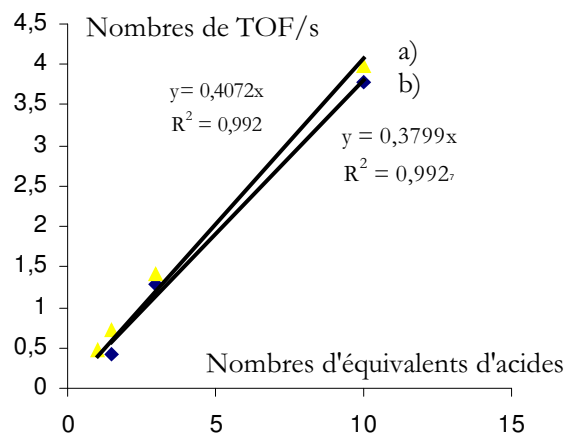 4,5
Nombres de TOF/s
4
a)
b)
y= 0,4072x
R² = 0,992
3,5
3
y = 0,3799x
R² = 0,992₇
2,5
2
1,5
1
0,5
Nombres d'équivalents d'acides
0
0 5 10 15